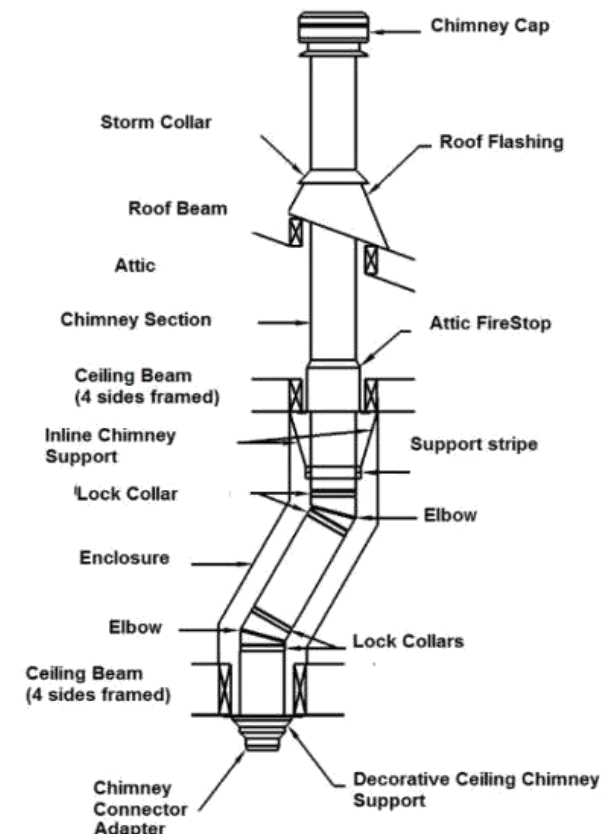 Chimney Cap
Storm Collar
Roof Flashing
Roof Beam
Attic
Chimney Section
Attic FireStop
Ceiling Beam
(4 sides framed)
Inline Chimney
Support
Support stripe
Lock Collar
Elbow
Enclosure
Elbow
Lock Collars
Ceiling Beam
(4 sides framed)
Decorative Ceiling Chimney
Support
Chimney
Connector
Adapter